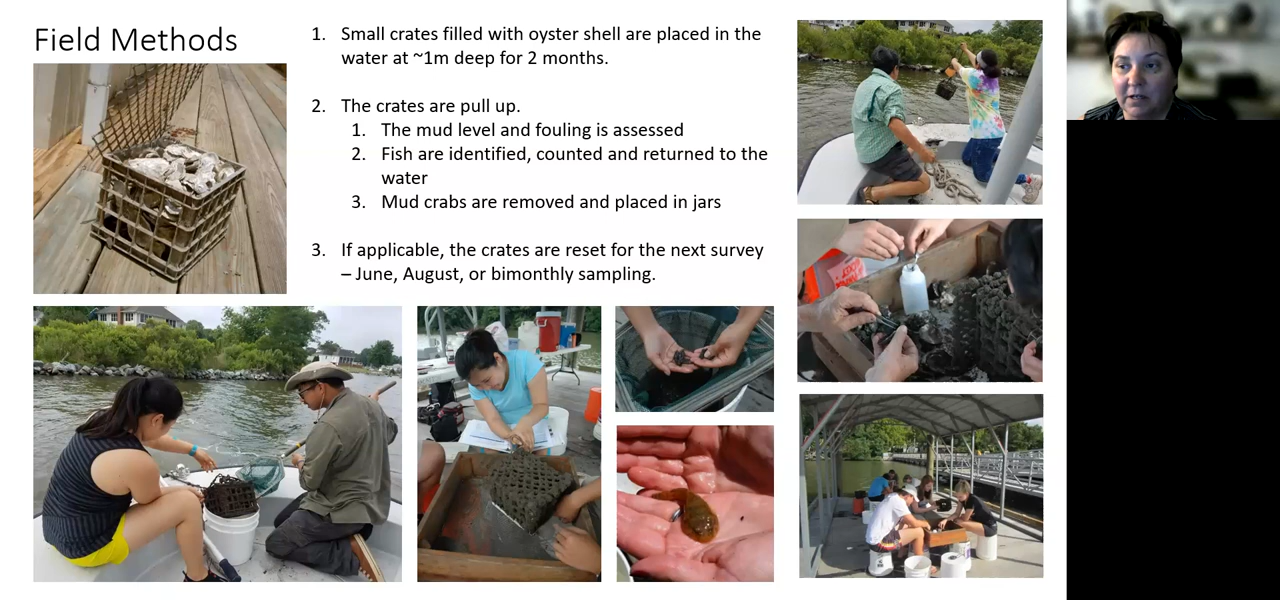 Field Methods
1. Small crates filled with oyster shell are placed in the
water at ~1m deep for 2 months.
2. The crates are pull up.
1. The mud level and fouling is assessed
2. Fish are identified, counted and returned to the
water
3. Mud crabs are removed and placed in jars
3. If applicable, the crates are reset for the next survey
– June, August, or bimonthly sampling.